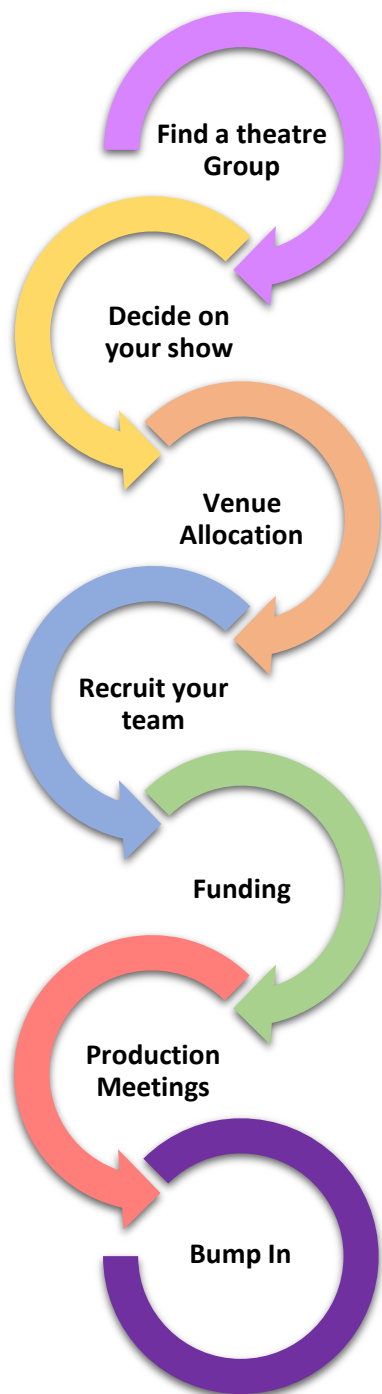 Find a theatre
Group
Decide on
your show
Venue
Allocation
Recruit your
team
Funding
Production
Meetings
Bump In